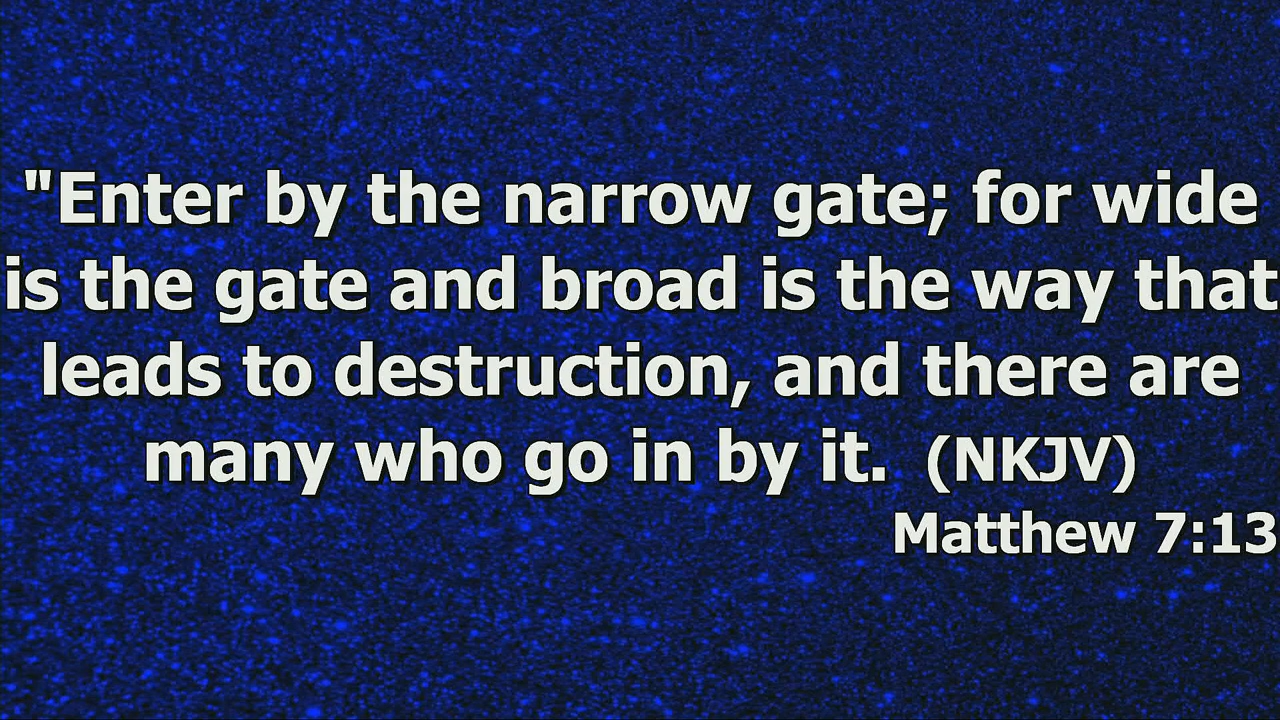 "Enter by the narrow gate; for wide
is the gate and broad is the way that
leads to destruction, and there are
many who go in by it. (NKJV)
Matthew 7:13